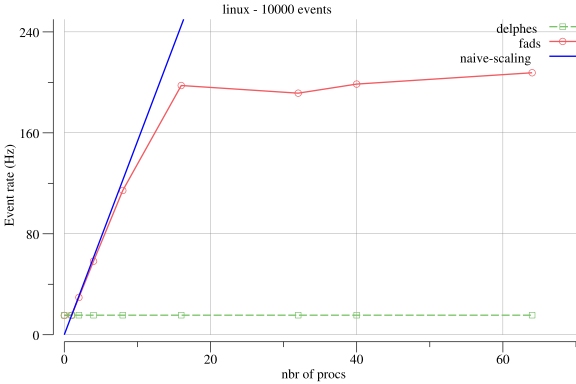 linux - 10000 events
delphes
fads
naive-scaling
240
160
80
0
Event rate (Hz)
0
20
40
60
nbr of procs